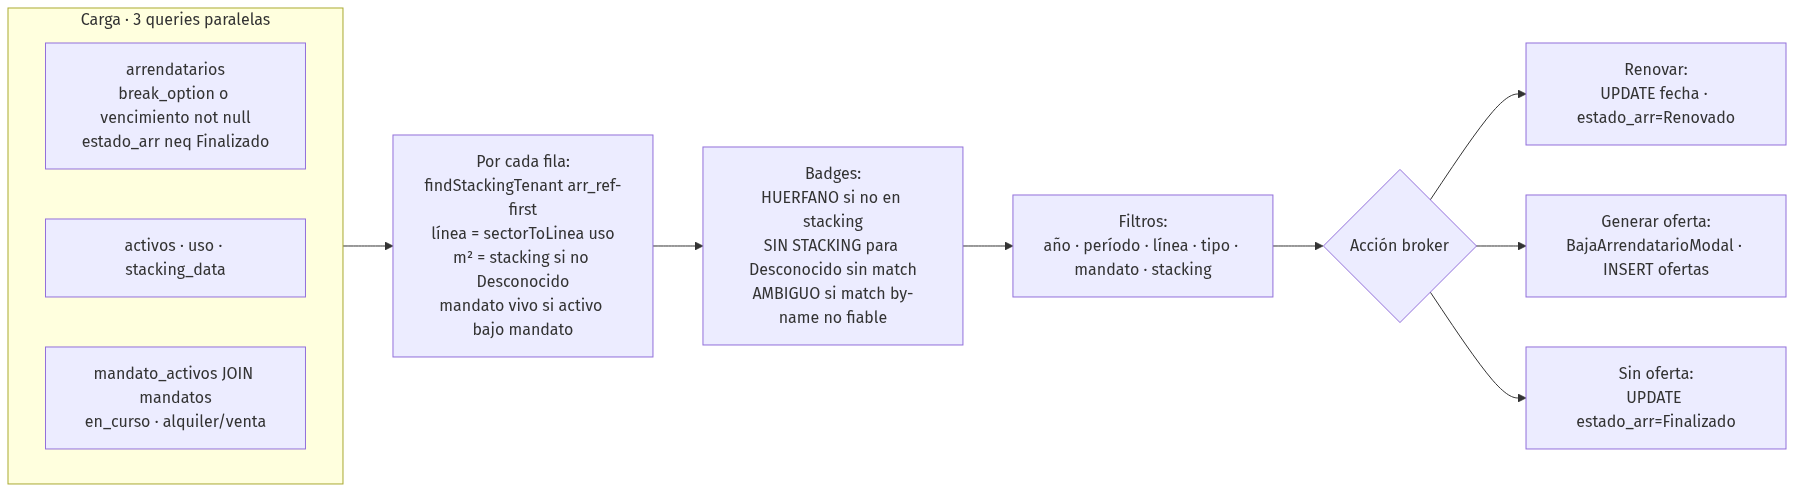 Carga · 3 queries paralelas
arrendatarios
break_option o
vencimiento not null
estado_arr neq Finalizado
activos · uso ·
stacking_data
mandato_activos JOIN
mandatos
en_curso · alquiler/venta
Por cada fila:
findStackingTenant arr_ref-
first
línea = sectorToLinea uso
m² = stacking si no
Desconocido
mandato vivo si activo
bajo mandato
Badges:
HUERFANO si no en
stacking
SIN STACKING para
Desconocido sin match
AMBIGUO si match by-
name no fiable
Filtros:
año · período · línea · tipo ·
mandato · stacking
Acción broker
Renovar:
UPDATE fecha ·
estado_arr=Renovado
Generar oferta:
BajaArrendatarioModal ·
INSERT ofertas
Sin oferta:
UPDATE
estado_arr=Finalizado